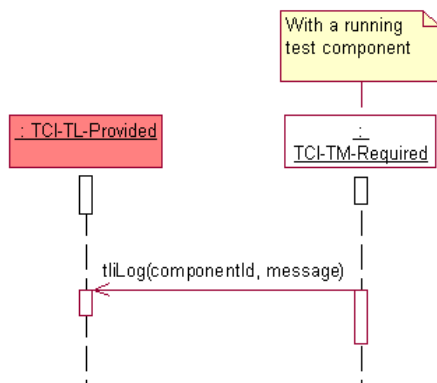 With a running
test component
: TCI-TL-Provided
:
TCI-TM-Required
tliLog(componentId, message)